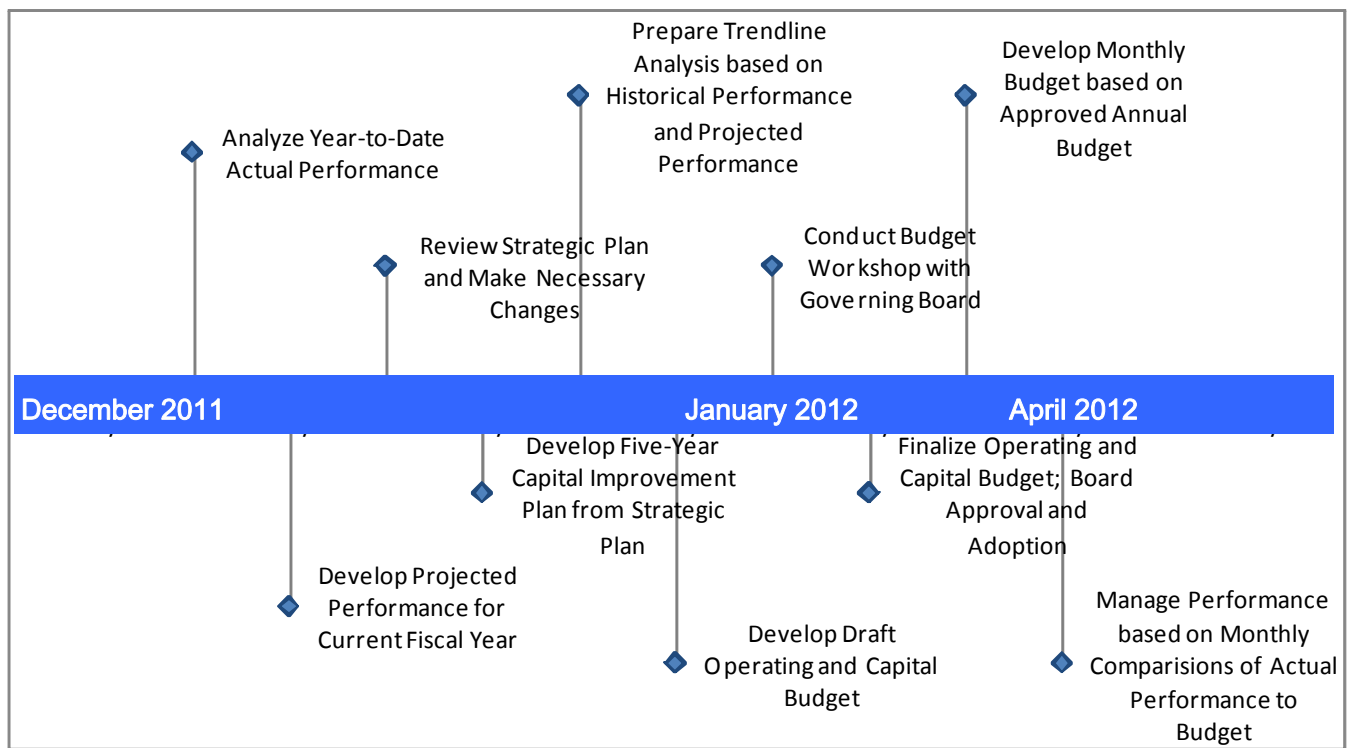 Prepare Trendline
Analysis based on
Historical Performance
and Projected
Performance
Develop Monthly
Budget based on
Approved Annual
Budget
Analyze Year-to-Date
Actual Performance
Review Strategic Plan
and Make Necessary
Changes
Conduct Budget
Workshop with
Governing Board
December 2011
January 2012
April 2012
Develop Five-Year
Capital Improvement
Plan from Strategic
Plan
Finalize Operating and
Capital Budget; Board
Approval and
Adoption
Develop Projected
Performance for
Current Fiscal Year
Develop Draft
Operating and Capital
Budget
Manage Performance
based on Monthly
Comparisions of Actual
Performance to
Budget